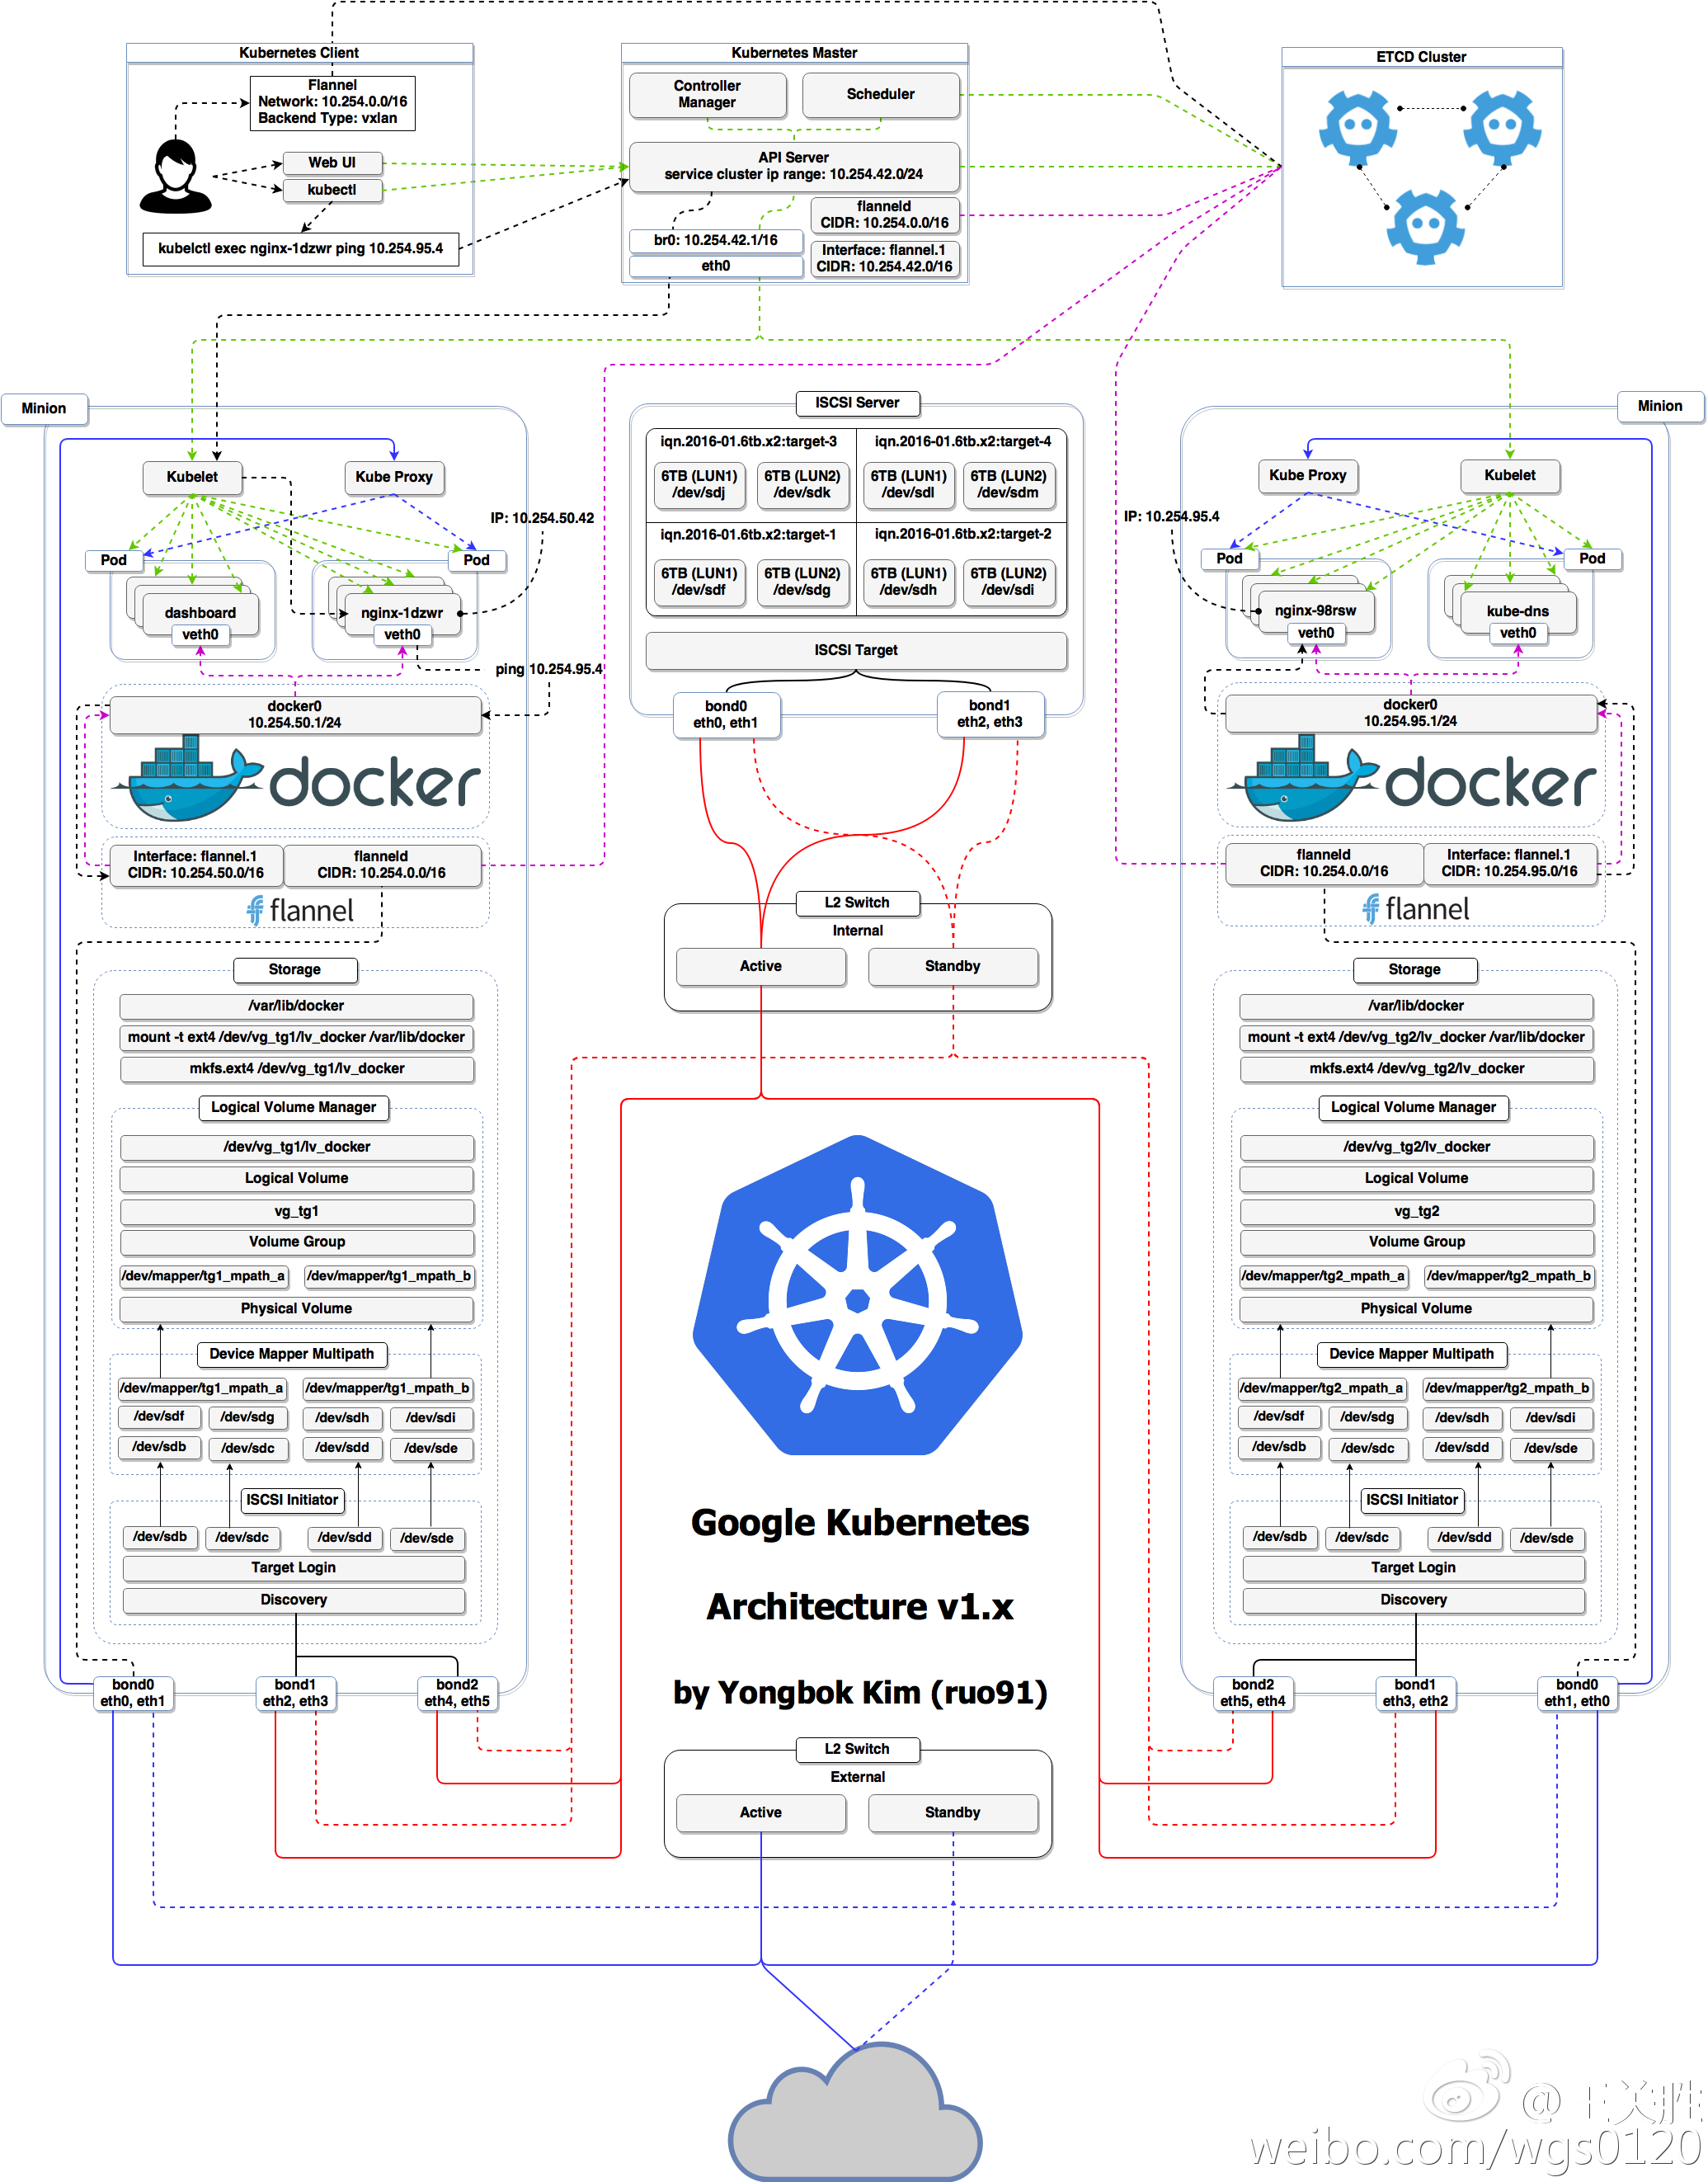 Kubernetes Client
Flannel
Network: 10.254.0.0/16
Backend Type: vxlan
Web UI
kubectl
kubelctl exec nginx-1dzwr ping 10.254.95.4
Kubernetes Master
Controller
Manager
Scheduler
API Server
service cluster ip range: 10.254.42.0/24
flanneld
CIDR: 10.254.0.0/16
br0: 10.254.42.1/16
eth0
Interface: flannel.1
CIDR: 10.254.42.0/16
ETCD Cluster
Minion
Kubelet
Kube Proxy
IP: 10.254.50.42
Pod
Pod
dashboard
veth0
nginx-1dzwr
veth0
ping 10.254.95.4
docker0
10.254.50.1/24
docker
Interface: flannel.1
CIDR: 10.254.50.0/16
flanneld
CIDR: 10.254.0.0/16
flannel
Storage
/var/lib/docker
mount -t ext4 /dev/vg_tg1/lv_docker /var/lib/docker
mkfs.ext4 /dev/vg_tg1/lv_docker
Logical Volume Manager
/dev/vg_tg1/lv_docker
Logical Volume
vg_tg1
Volume Group
/dev/mapper/tg1_mpath_a
/dev/mapper/tg1_mpath_b
Physical Volume
Device Mapper Multipath
/dev/mapper/tg1_mpath_a
/dev/mapper/tg1_mpath_b
/dev/sdf
/dev/sdg
/dev/sdh
/dev/sdi
/dev/sdb
/dev/sdc
/dev/sdd
/dev/sde
ISCSI Initiator
/dev/sdb
/dev/sdc
/dev/sdd
/dev/sde
Target Login
Discovery
bond0
eth0, eth1
bond1
eth2, eth3
bond2
eth4, eth5
ISCSI Server
iqn.2016-01.6tb.x2:target-3
6TB (LUN1)
/dev/sdj
6TB (LUN2)
/dev/sdk
iqn.2016-01.6tb.x2:target-4
6TB (LUN1)
/dev/sdl
6TB (LUN2)
/dev/sdm
iqn.2016-01.6tb.x2:target-1
6TB (LUN1)
/dev/sdf
6TB (LUN2)
/dev/sdg
iqn.2016-01.6tb.x2:target-2
6TB (LUN1)
/dev/sdh
6TB (LUN2)
/dev/sdi
ISCSI Target
bond0
eth0, eth1
bond1
eth2, eth3
L2 Switch
Internal
Active
Standby
Google Kubernetes
Architecture v1.x
by Yongbok Kim (ruo91)
L2 Switch
External
Active
Standby
Minion
Kube Proxy
Kubelet
IP: 10.254.95.4
Pod
Pod
nginx-98rsw
veth0
kube-dns
veth0
docker0
10.254.95.1/24
docker
flanneld
CIDR: 10.254.0.0/16
Interface: flannel.1
CIDR: 10.254.95.0/16
flannel
Storage
/var/lib/docker
mount -t ext4 /dev/vg_tg2/lv_docker /var/lib/docker
mkfs.ext4 /dev/vg_tg2/lv_docker
Logical Volume Manager
/dev/vg_tg2/lv_docker
Logical Volume
vg_tg2
Volume Group
/dev/mapper/tg2_mpath_a
/dev/mapper/tg2_mpath_b
Physical Volume
Device Mapper Multipath
/dev/mapper/tg2_mpath_a
/dev/mapper/tg2_mpath_b
/dev/sdf
/dev/sdg
/dev/sdh
/dev/sdi
/dev/sdb
/dev/sdc
/dev/sdd
/dev/sde
ISCSI Initiator
/dev/sdb
/dev/sdc
/dev/sdd
/dev/sde
Target Login
Discovery
bond2
eth5, eth4
bond1
eth3, eth2
bond0
eth1, eth0
weibo.com/wgs0120